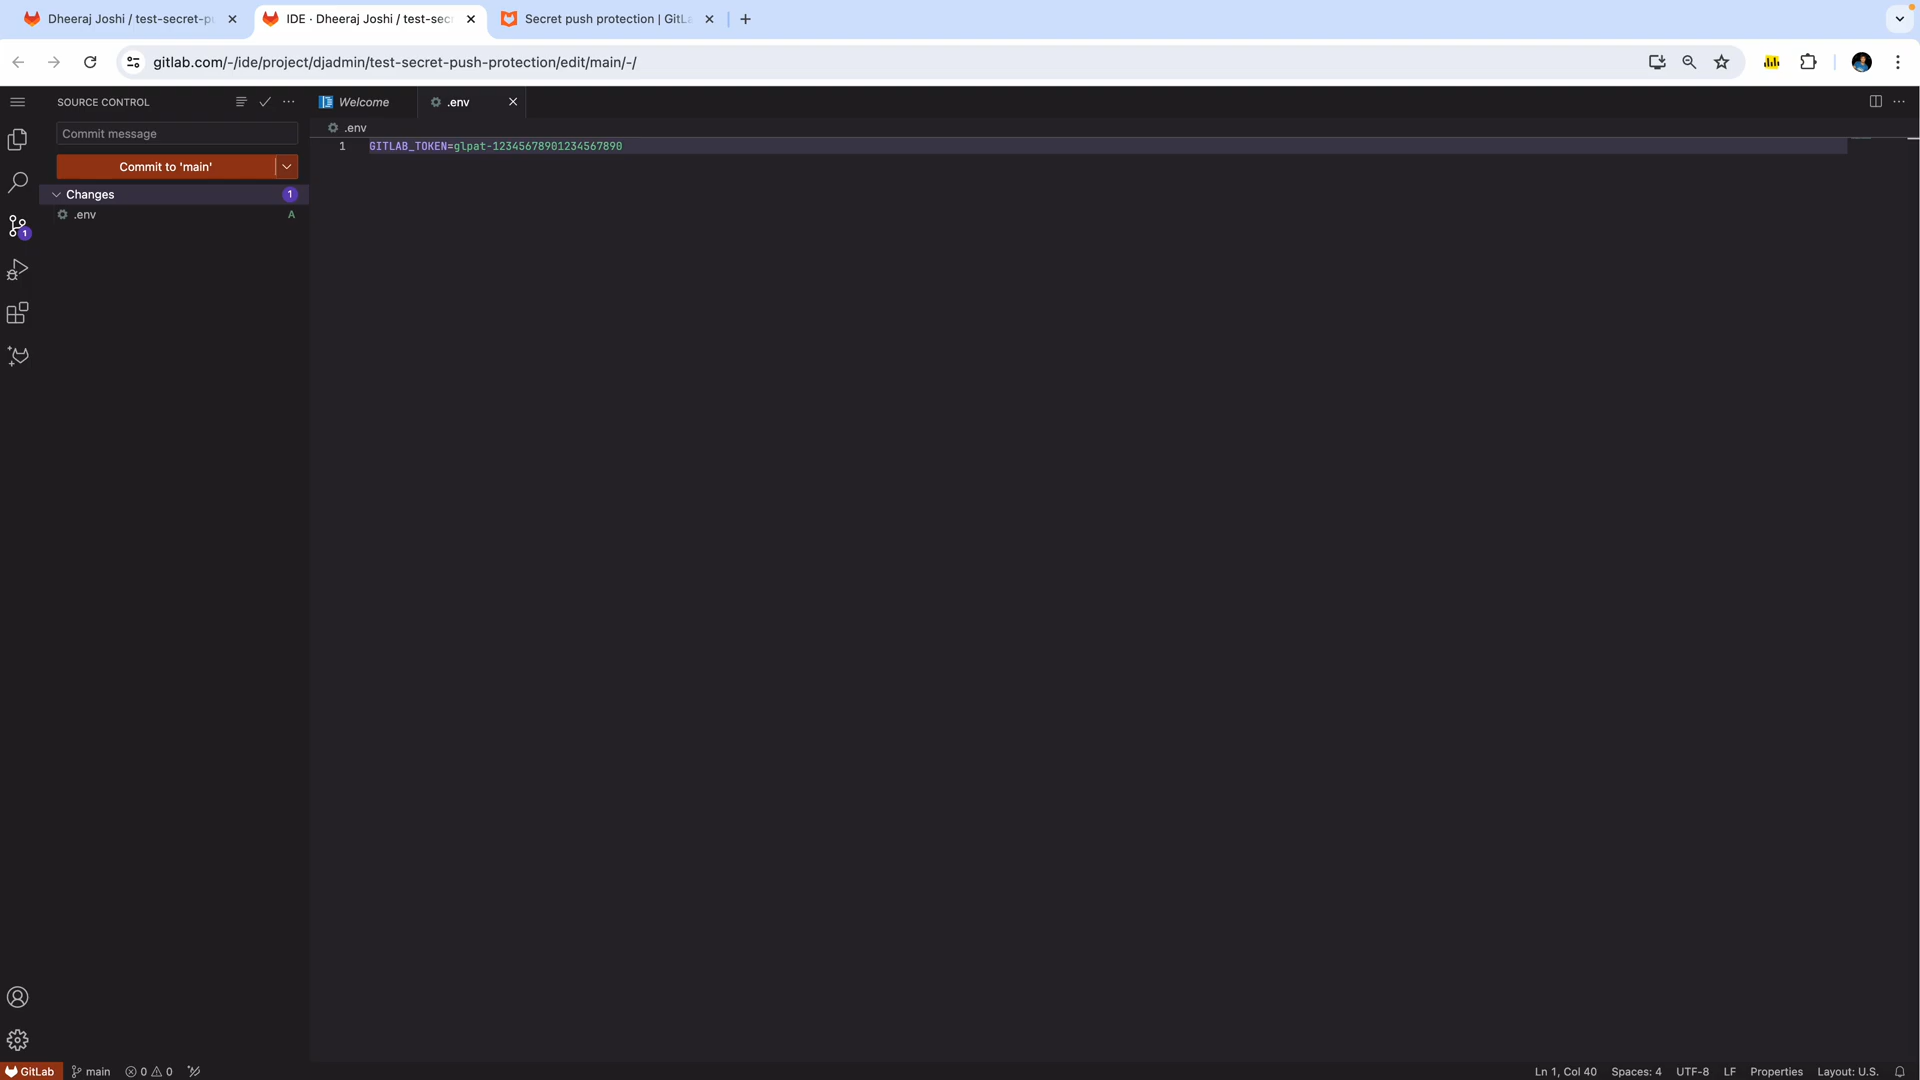 Dheeraj Joshi / test-secret-p
IDE · Dheeraj Joshi / test-sec
Secret push protection | GitL
gitlab.com/-/ide/project/djadmin/test-secret-push-protection/edit/main/-/
SOURCE CONTROL
Welcome
.env
Commit message
.env
Commit to 'main'
1 GITLAB_TOKEN=glpat-12345678901234567890
Changes 1
.env A
1
GitLab main 0 0 Ln 1, Col 40 Spaces: 4 UTF-8 LF Properties Layout: U.S.